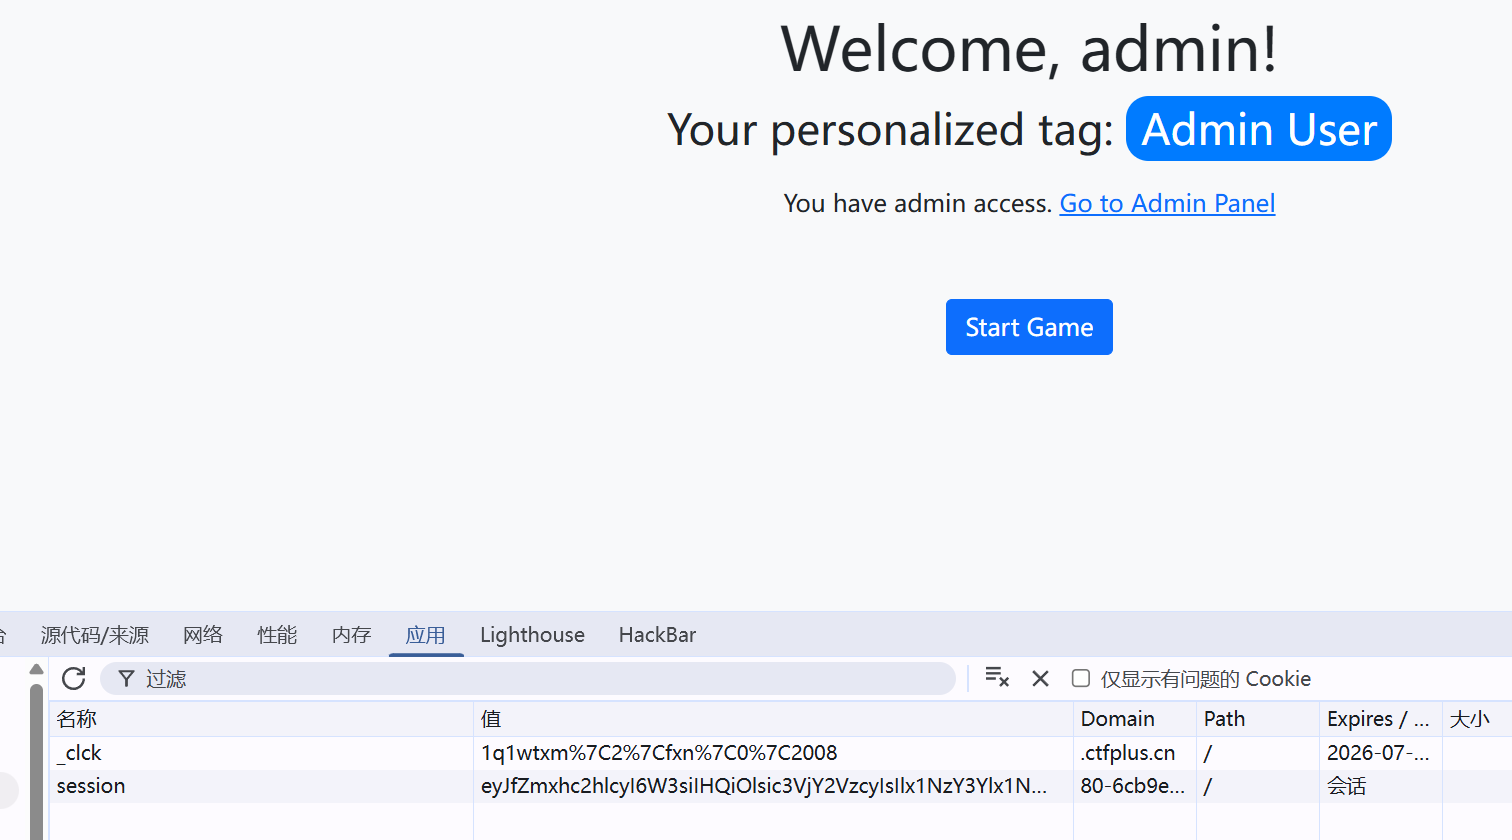 Welcome, admin!
Your personalized tag: Admin User
You have admin access. Go to Admin Panel
Start Game
台 源代码/来源 网络 性能 内存 应用 Lighthouse HackBar
过滤 仅显示有问题的 Cookie
名称 值 Domain Path Expires / ... 大小
_clck 1q1wtxm%7C2%7Cfxn%7C0%7C2008 .ctfplus.cn / 2026-07-...
session eyJfZmxhc2hlcyI6W3siIHQiOlsic3VjY2VzcyIsIlx1NzY3Ylx1N... 80-6cb9e... / 会话